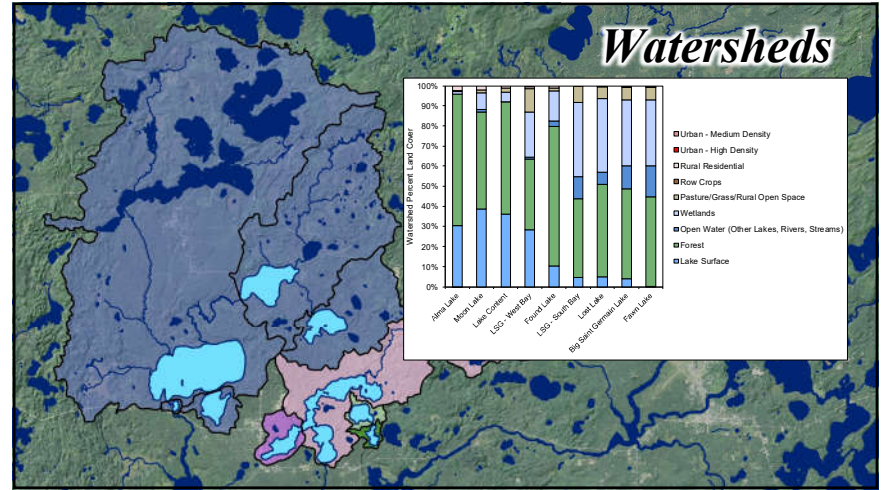 Watersheds
100%
90%
80%
70%
60%
50%
40%
30%
20%
10%
0%
Watershed Percent Land Cover
Alma Lake
Moon Lake
Lake Content
LSG - West Bay
Found Lake
LSG - South Bay
Lost Lake
Big Saint Germain Lake
Fawn Lake
Urban - Medium Density
Urban - High Density
Rural Residential
Row Crops
Pasture/Grass/Rural Open Space
Wetlands
Open Water (Other Lakes, Rivers, Streams)
Forest
Lake Surface